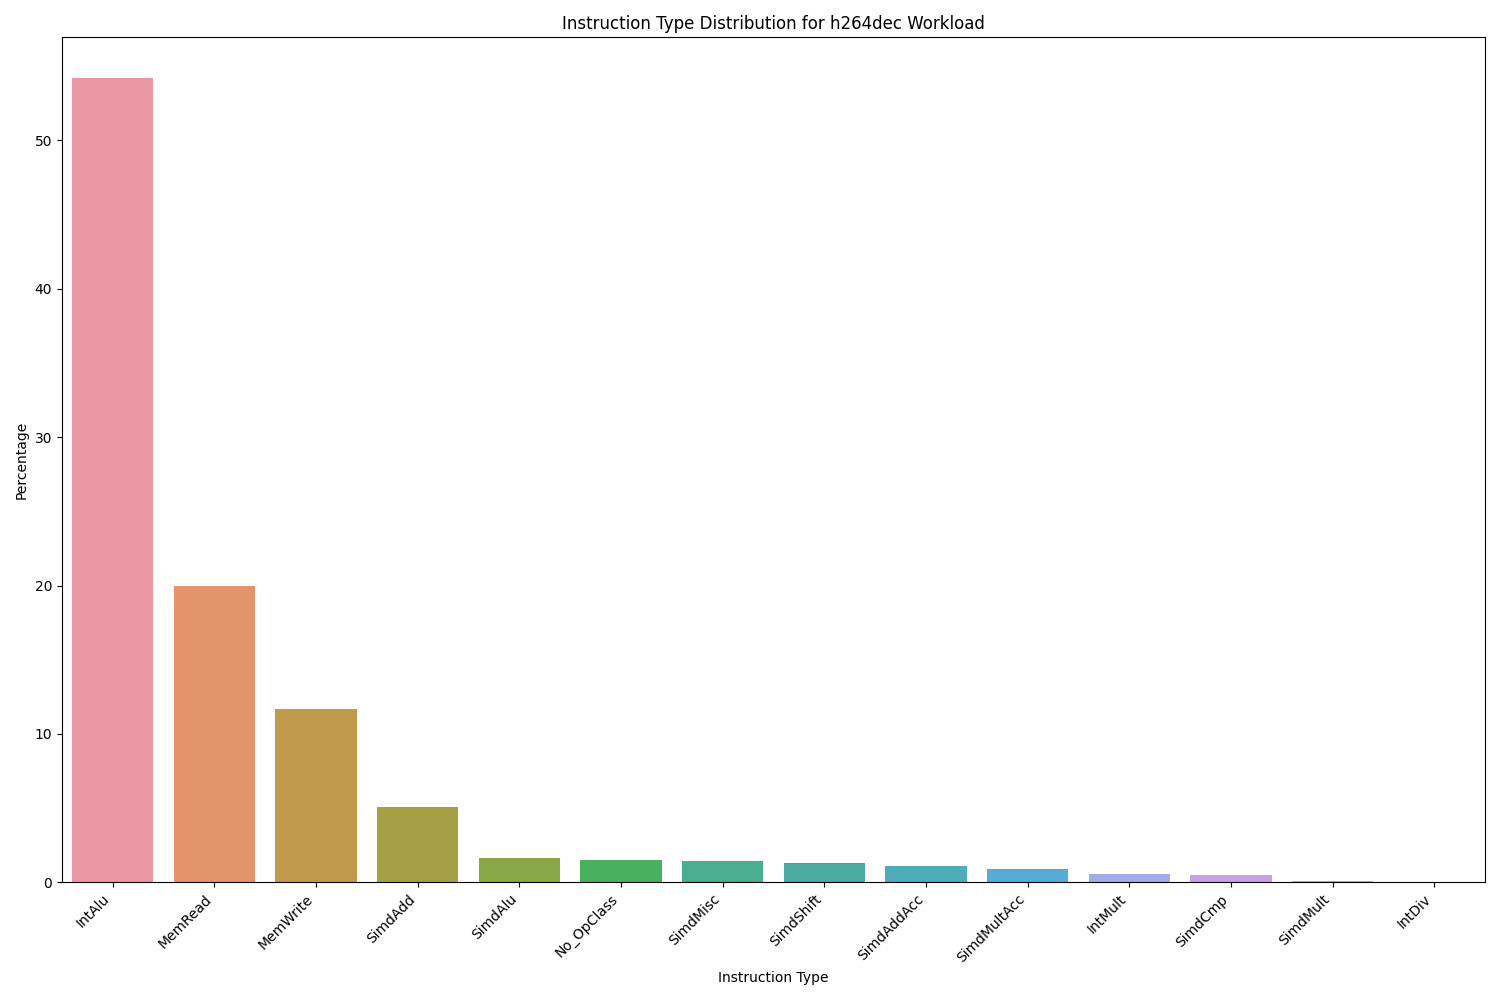 Instruction Type Distribution for h264dec Workload
Percentage
50
40
30
20
10
0
IntAlu
MemRead
MemWrite
SimdAdd
SimdAlu
No_OpClass
SimdMisc
SimdShift
SimdAddAcc
SimdMultAcc
IntMult
SimdCmp
SimdMult
IntDiv
Instruction Type